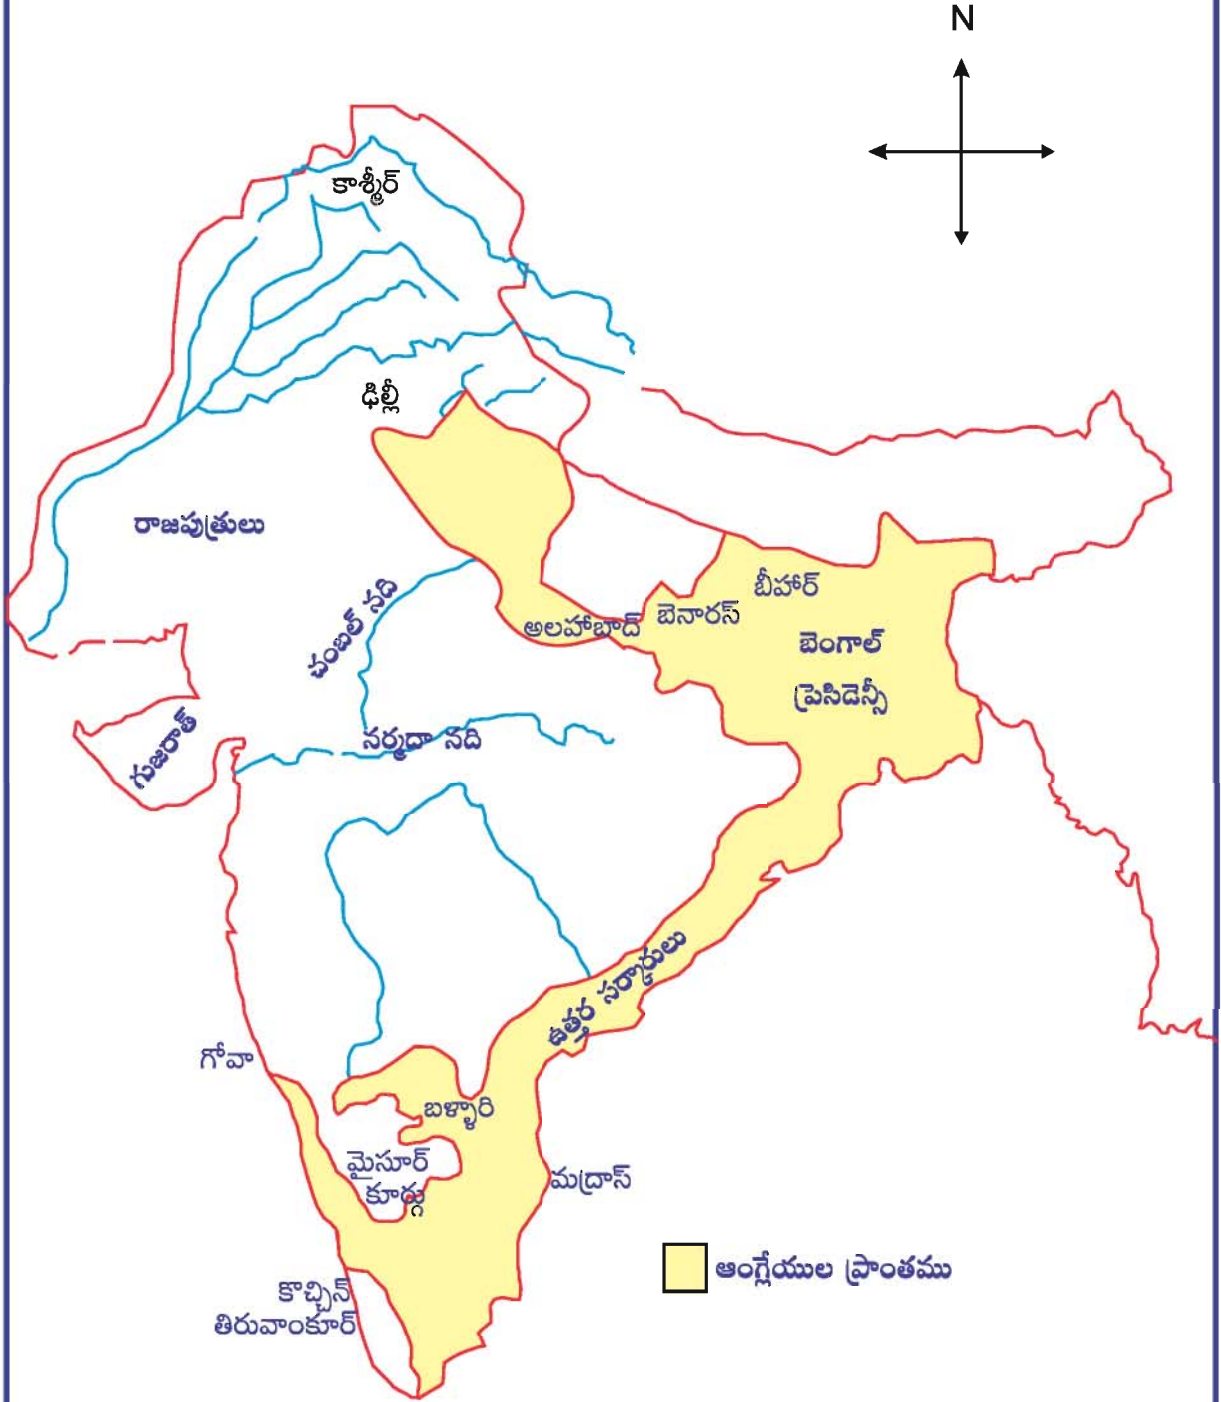 N
కాశ్మీర్
ఢిల్లీ
రాజపుత్రులు
చంబల్ నది
బీహార్
బెనారస్
అలహాబాద్
బెంగాల్
ప్రెసిడెన్సీ
గుజరాత్
నర్మదా నది
ఉత్తర సర్కారులు
గోవా
బళ్ళారి
మైసూర్
కూర్గు
మద్రాస్
ఆంగ్లేయుల ప్రాంతము
కొచ్చిన్
తిరువాంకూర్